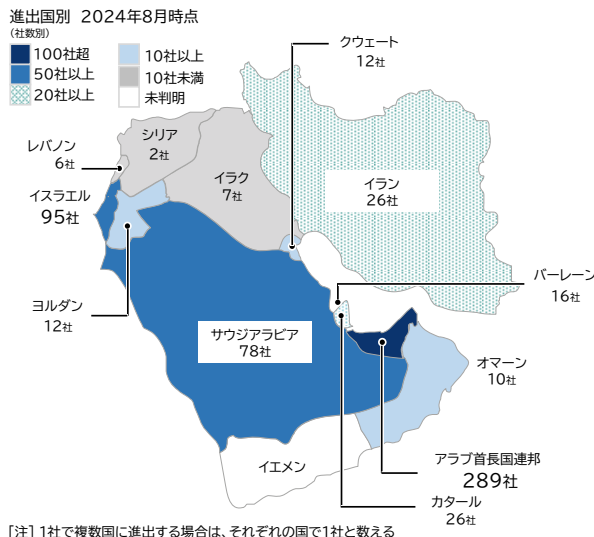 進出国別 2024年8月時点
(社数別)
100社超
50社以上
20社以上
10社以上
10社未満
未判明
クウェート
12社
シリア
2社
レバノン
6社
イラク
7社
イラン
26社
イスラエル
95社
バーレーン
16社
ヨルダン
12社
サウジアラビア
78社
オマーン
10社
イエメン
アラブ首長国連邦
289社
カタール
26社
[注] 1社で複数国に進出する場合は、それぞれの国で1社と数える